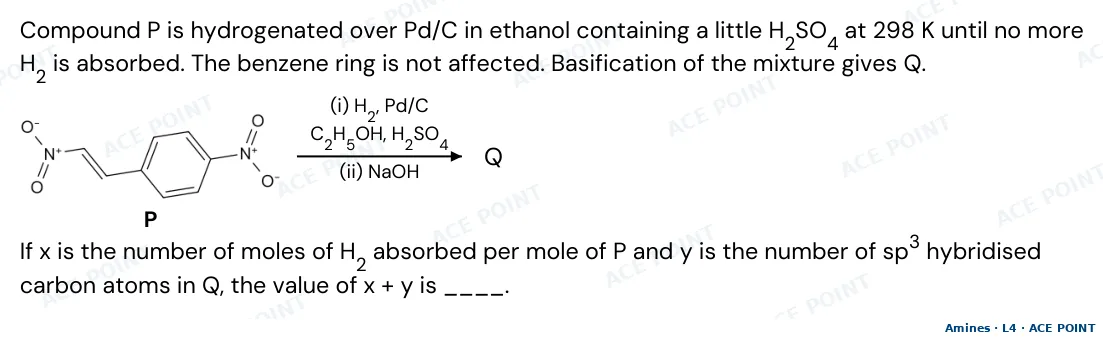 Compound P is hydrogenated over Pd/C in ethanol containing a little H₂SO₄ at 298 K until no more
H₂ is absorbed. The benzene ring is not affected. Basification of the mixture gives Q.
(i) H₂, Pd/C
C₂H₅OH, H₂SO₄
(ii) NaOH
Q
O⁻
N⁺
O
O
N⁺
O⁻
P
If x is the number of moles of H₂ absorbed per mole of P and y is the number of sp³ hybridised
carbon atoms in Q, the value of x + y is ____.
Amines · L4 · ACE POINT
ACE POINT